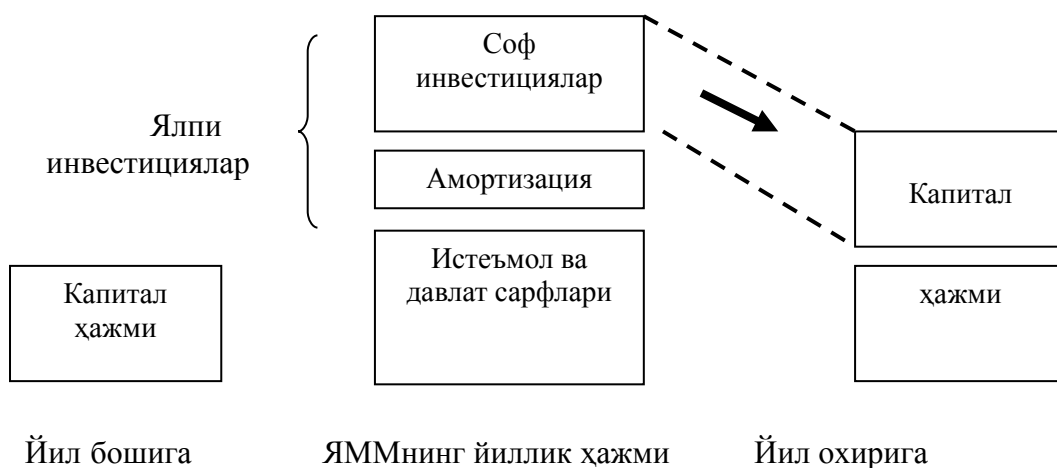 Соф
инвестициялар
Ялпи
инвестициялар
Амортизация
Капитал
Истеъмол ва
давлат сарфлари
Капитал
ҳажми
ҳажми
Йил бошига
ЯММнинг йиллик ҳажми
Йил охирига